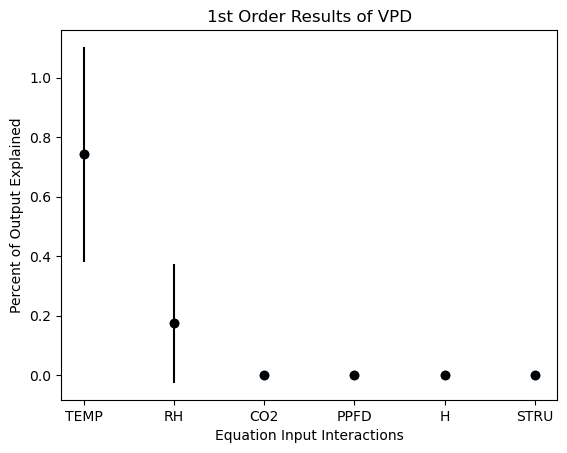 1st Order Results of VPD
Percent of Output Explained
1.0
0.8
0.6
0.4
0.2
0.0
TEMP RH CO2 PPFD H STRU
Equation Input Interactions